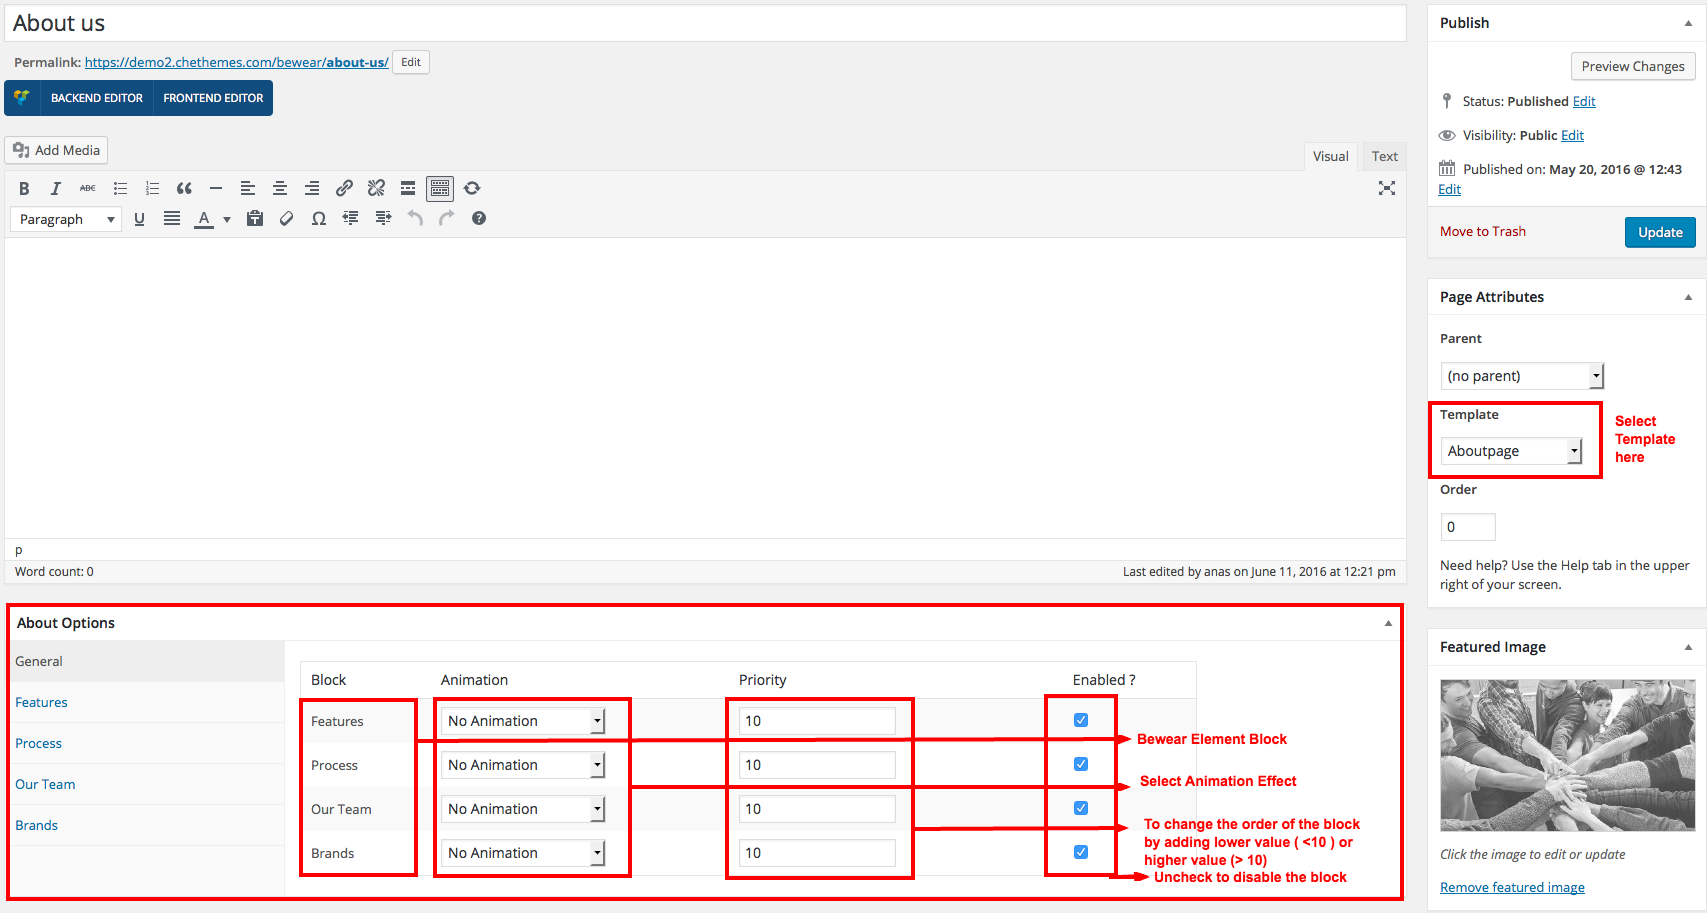 About us
Permalink: https://demo2.chethemes.com/bewear/about-us/ Edit
BACKEND EDITOR FRONTEND EDITOR
Add Media
Visual Text
B I ABC
Paragraph U A Ω ?
p
Word count: 0
Last edited by anas on June 11, 2016 at 12:21 pm
About Options
General
Features
Process
Our Team
Brands
Block Animation Priority Enabled ?
Features No Animation 10
Process No Animation 10
Our Team No Animation 10
Brands No Animation 10
Bewear Element Block
Select Animation Effect
To change the order of the block
by adding lower value ( <10 ) or
higher value (> 10)
Uncheck to disable the block
Publish
Preview Changes
Status: Published Edit
Visibility: Public Edit
Published on: May 20, 2016 @ 12:43
Edit
Move to Trash Update
Page Attributes
Parent
(no parent)
Template
Aboutpage
Select
Template
here
Order
0
Need help? Use the Help tab in the upper
right of your screen.
Featured Image
Click the image to edit or update
Remove featured image